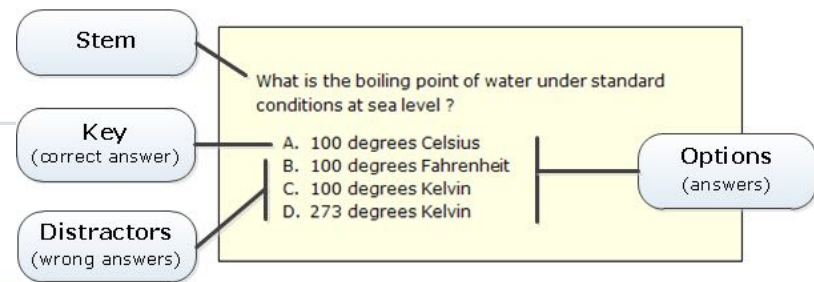 Stem
What is the boiling point of water under standard
conditions at sea level ?
Key
(correct answer)
A. 100 degrees Celsius
B. 100 degrees Fahrenheit
C. 100 degrees Kelvin
D. 273 degrees Kelvin
Options
(answers)
Distractors
(wrong answers)